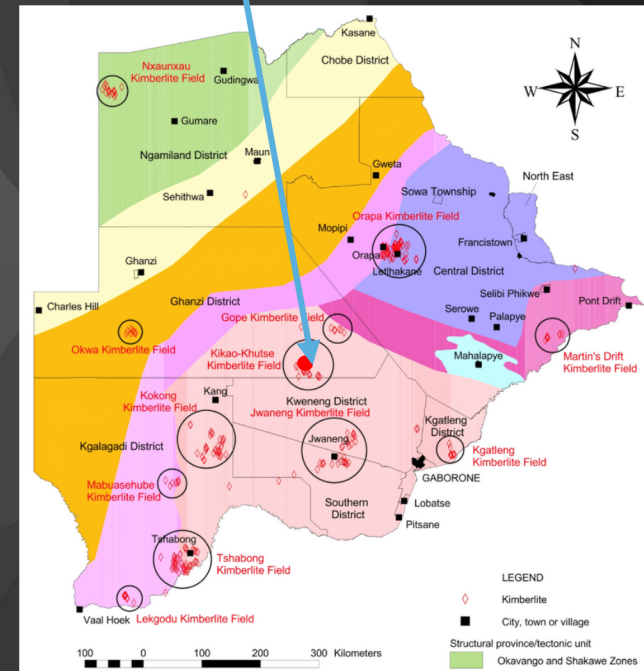 Kasane
Chobe District
N
W
E
S
Nxaunxau
Kimberlite Field
Gudingwa
Gumare
Ngamiland District
Maun
Sehithwa
Gweta
Sowa Township
North East
Orapa Kimberlite Field
Mopipi
Orapa
Letlhakane
Francistown
Central District
Ghanzi
Charles Hill
Ghanzi District
Selibi Phikwe
Pont Drift
Serowe
Palapye
Gope Kimberlite Field
Okwa Kimberlite Field
Kikao-Khutse
Kimberlite Field
Mahalapye
Martin's Drift
Kimberlite Field
Kokong
Kimberlite Field
Kang
Kweneng District
Jwaneng Kimberlite Field
Kgatleng
District
Kgalagadi District
Jwaneng
Kgatleng
Kimberlite Field
GABORONE
Mabuasehube
Kimberlite Field
Southern
District
Lobatse
Pitsane
Tshabong
Tshabong
Kimberlite Field
Vaal Hoek
Lekgodu Kimberlite Field
100
0
100
200
300
Kilometers
LEGEND
Kimberlite
City, town or village
Structural province/tectonic unit
Okavango and Shakawe Zones